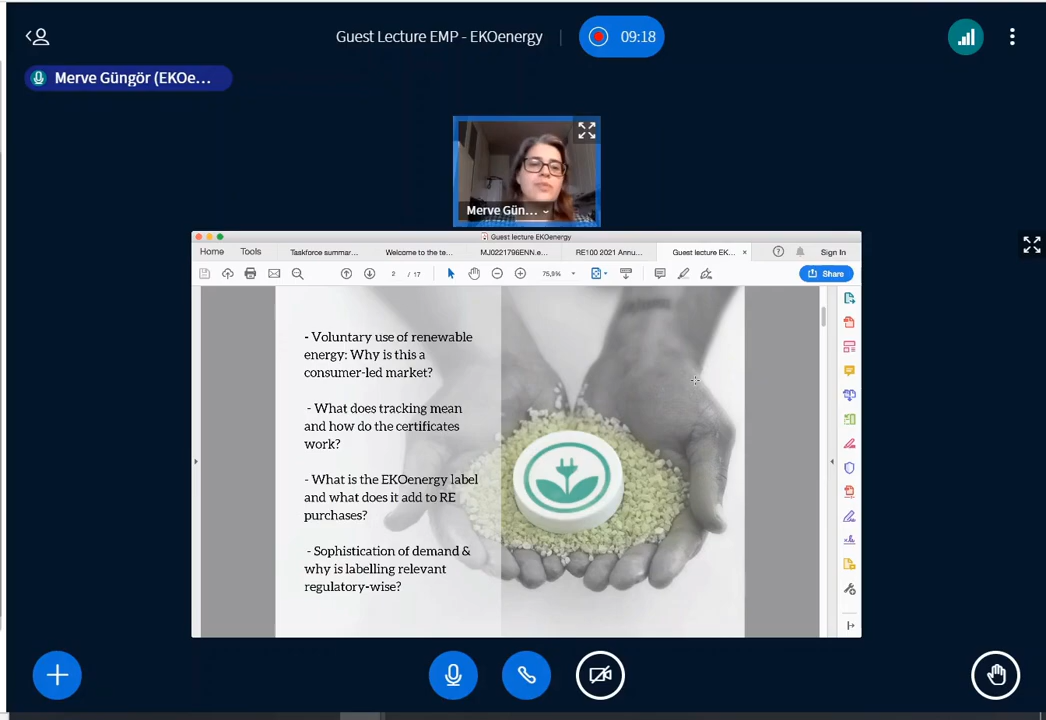 Guest Lecture EMP - EKOenergy
09:18
Merve Güngör (EKOe...
Merve Gün...
Guest lecture EKOenergy
Home Tools Taskforce summar... Welcome to the te... MJ0221796ENN.e... RE100 2021 Annu... Guest lecture EK... × Sign In
2 / 17 75,9% Share
- Voluntary use of renewable
energy: Why is this a
consumer-led market?
- What does tracking mean
and how do the certificates
work?
- What is the EKOenergy label
and what does it add to RE
purchases?
- Sophistication of demand &
why is labelling relevant
regulatory-wise?